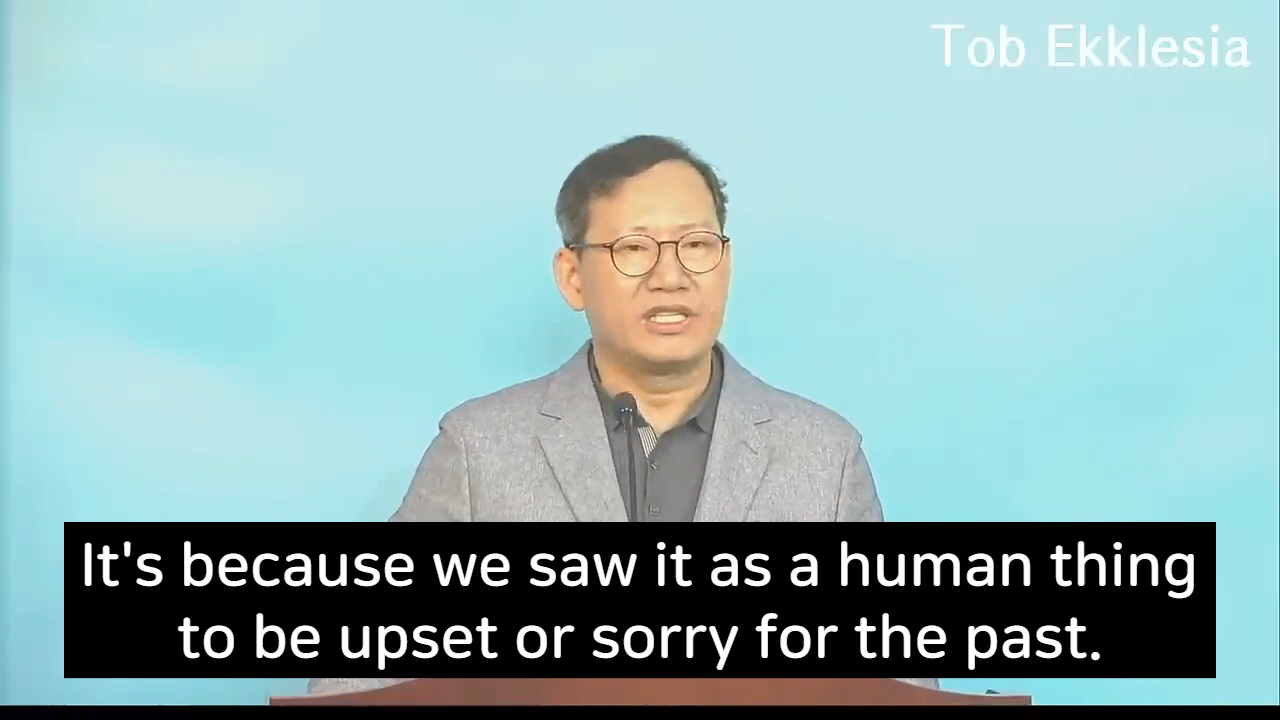 Tob Ekklesia
It's because we saw it as a human thing
to be upset or sorry for the past.